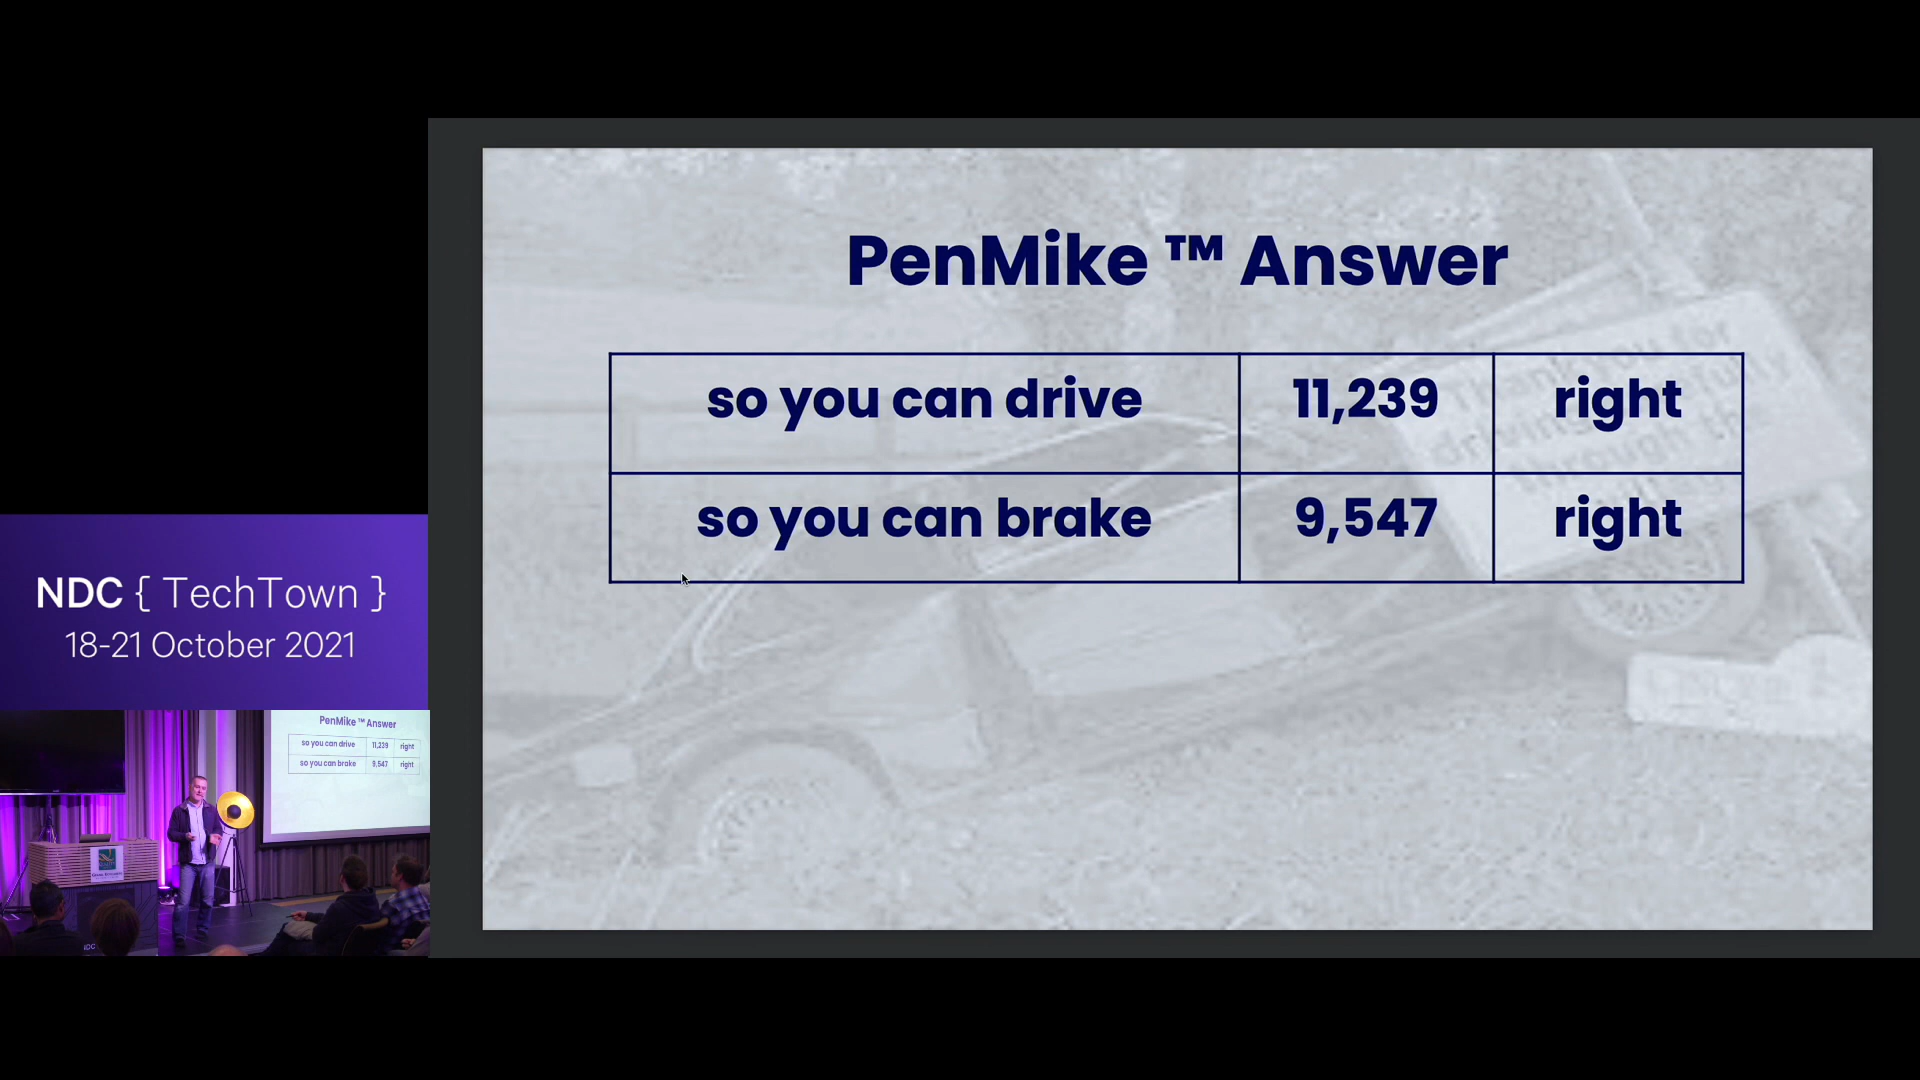 PenMike ™ Answer
so you can drive 11,239 right
so you can brake 9,547 right
NDC { TechTown }
18-21 October 2021
PenMike ™ Answer
so you can drive 11,239 right
so you can brake 9,547 right